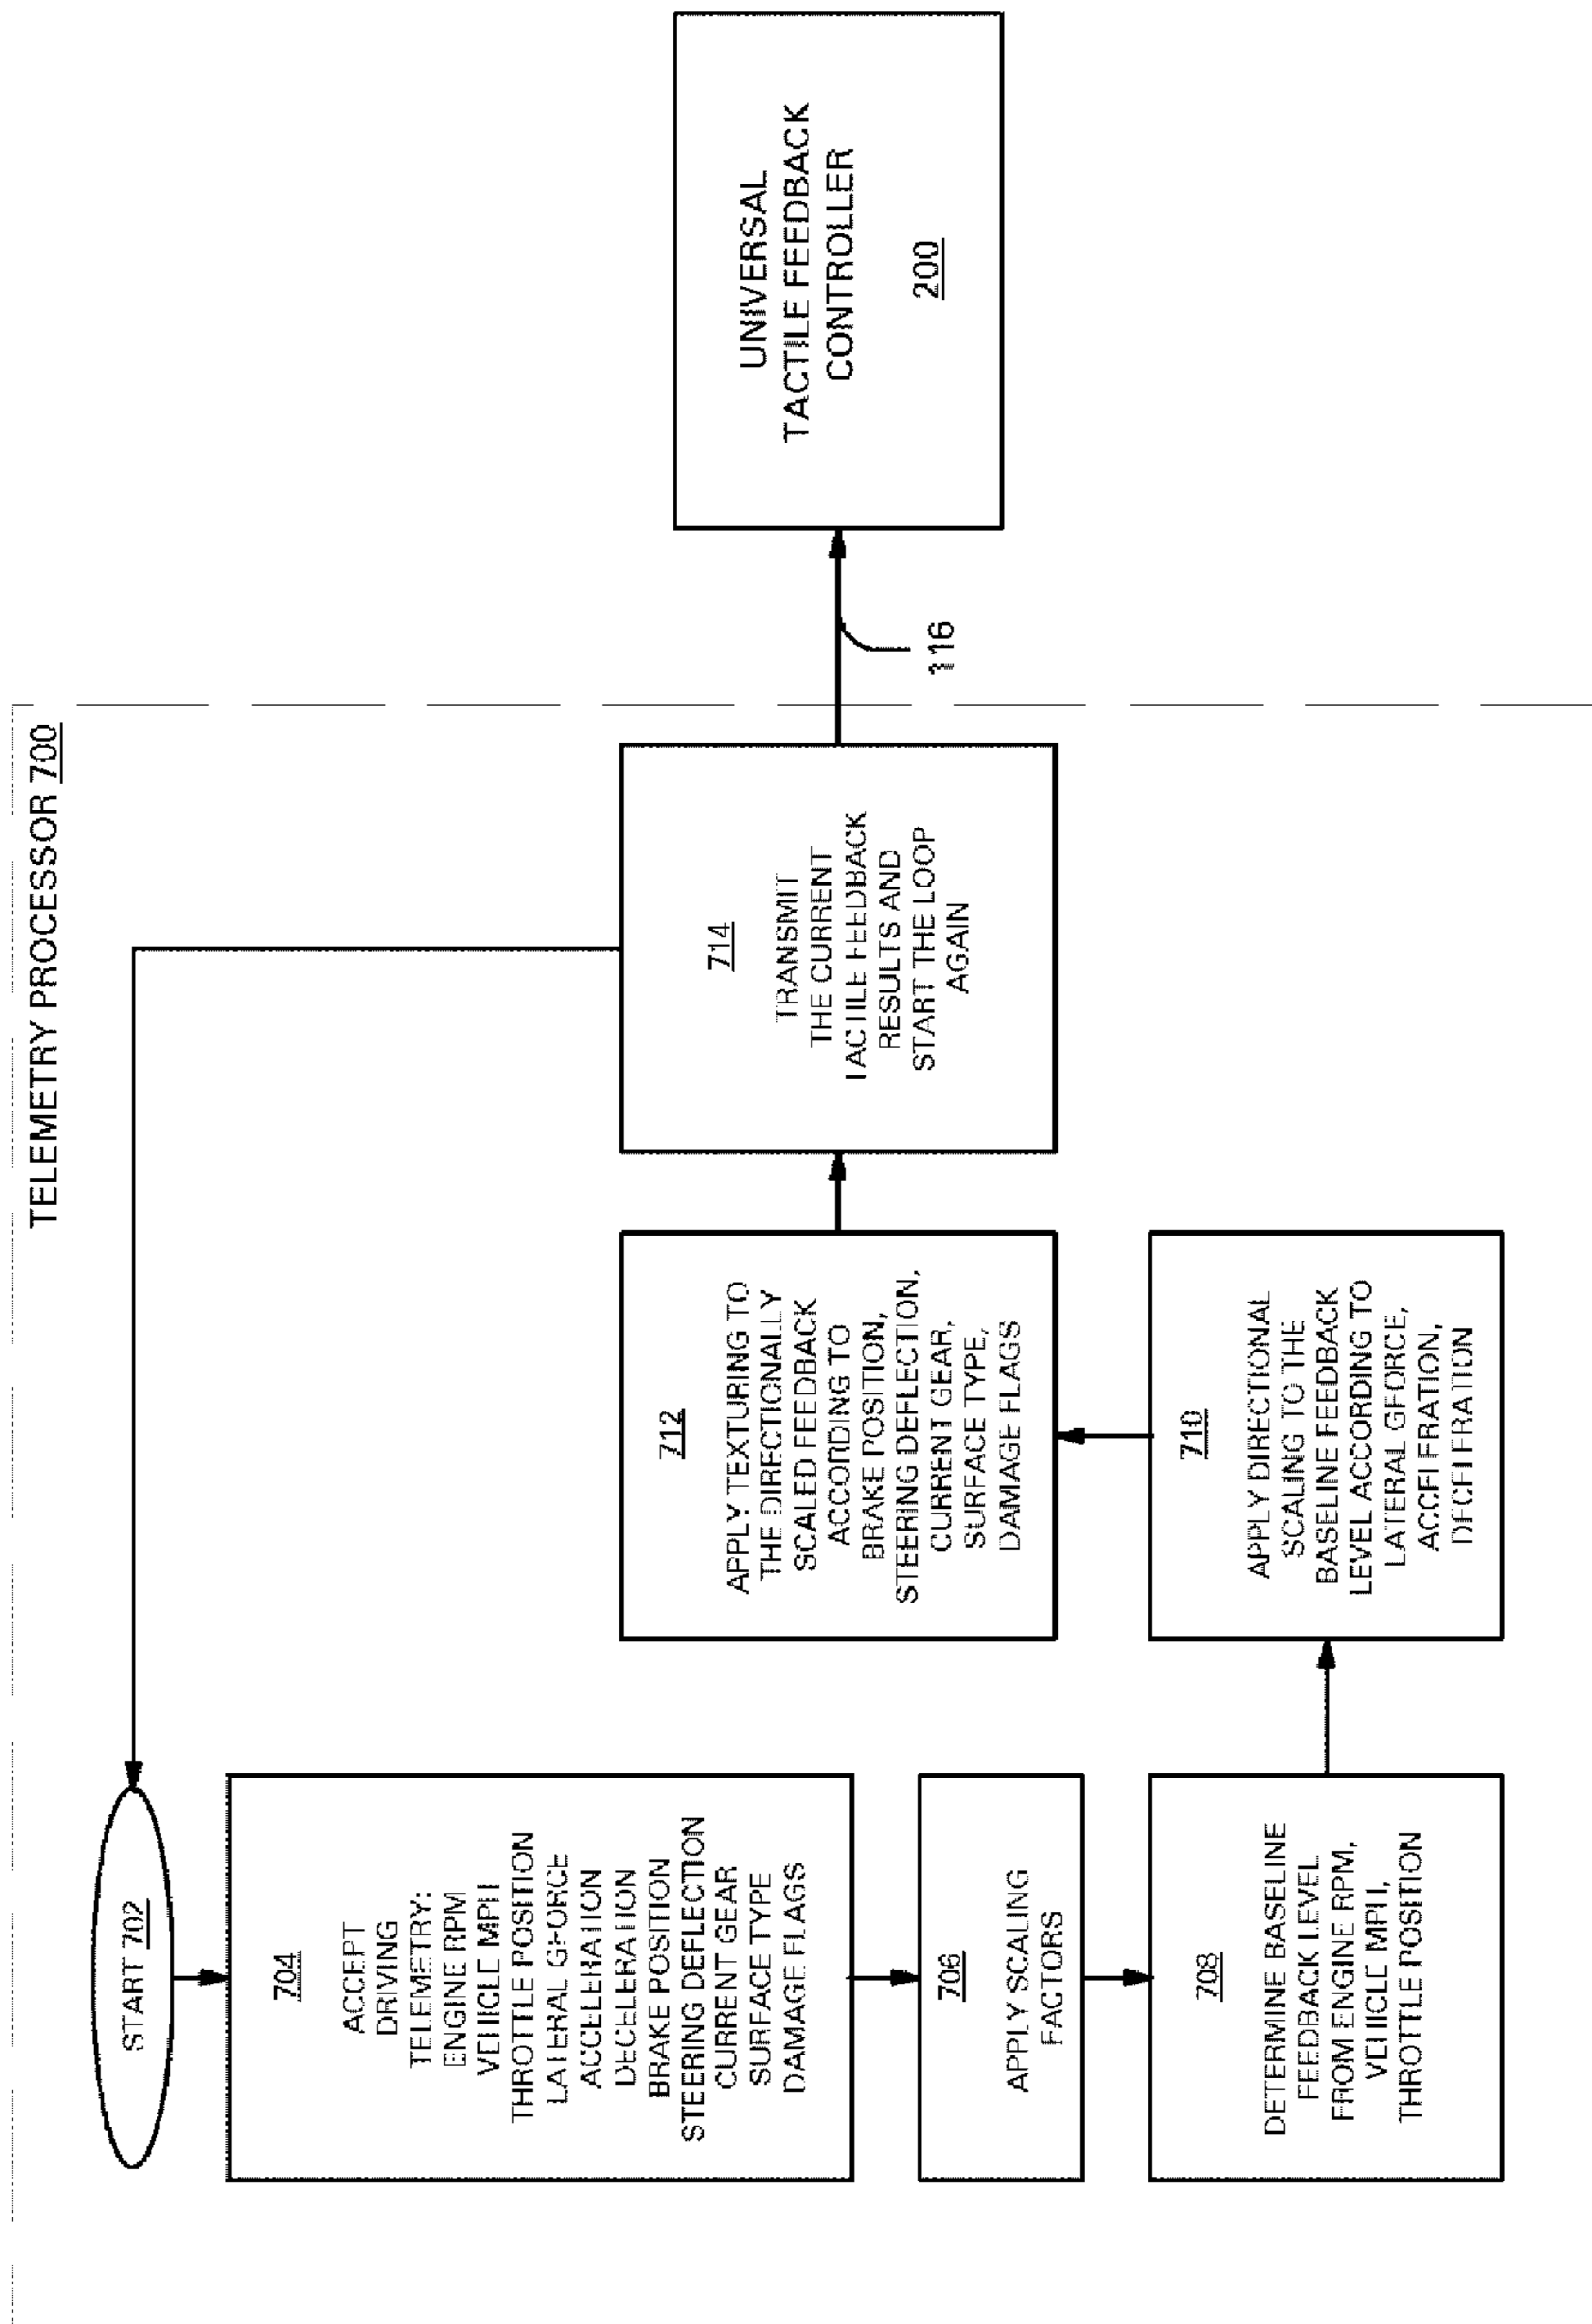 TELEMETRY PROCESSOR 700
START 702
704
ACCEPT
DRIVING
TELEMETRY:
ENGINE RPM
VEHICLE MPH
THROTTLE POSITION
LATERAL GFORCE
ACCELERATION
DECELERATION
BRAKE POSITION
STEERING DEFLECTION
CURRENT GEAR
SURFACE TYPE
DAMAGE FLAGS
706
APPLY SCALING
FACTORS
708
DETERMINE BASELINE
FEEDBACK LEVEL
FROM ENGINE RPM,
VEHICLE MPH,
THROTTLE POSITION
710
APPLY DIRECTIONAL
SCALING TO THE
BASELINE FEEDBACK
LEVEL ACCORDING TO
LATERAL GFORCE,
ACCELERATION,
DECELERATION
712
APPLY TEXTURING TO
THE DIRECTIONALLY
SCALED FEEDBACK
ACCORDING TO
BRAKE POSITION,
STEERING DEFLECTION,
CURRENT GEAR,
SURFACE TYPE,
DAMAGE FLAGS
714
TRANSMIT
THE CURRENT
TACTILE FEEDBACK
RESULTS AND
START THE LOOP
AGAIN
116
UNIVERSAL
TACTILE FEEDBACK
CONTROLLER
200